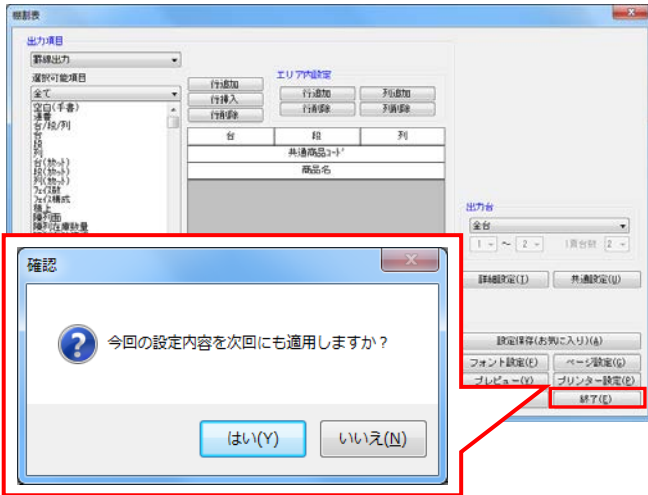 棚割表
出力項目
罫線出力
選択可能項目
全て
空白(手書)
連番
台/段/列
台
段
列
台(ｶｾｯﾄ)
段(ｶｾｯﾄ)
列(ｶｾｯﾄ)
ﾌｪｲｽ数
ﾌｪｲｽ構成
積上
陳列面
陳列在庫数量
行追加
行挿入
行削除
エリア内設定
行追加
列追加
行削除
列削除
台 段 列
共通商品ｺｰﾄﾞ
商品名
出力台
全台
1 ～ 2 1頁台数 2
詳細設定(T) 共通設定(U)
設定保存(お気に入り)(A)
フォント設定(F) ページ設定(G)
プレビュー(V) プリンター設定(P)
終了(E)
確認
今回の設定内容を次回にも適用しますか？
はい(Y) いいえ(N)